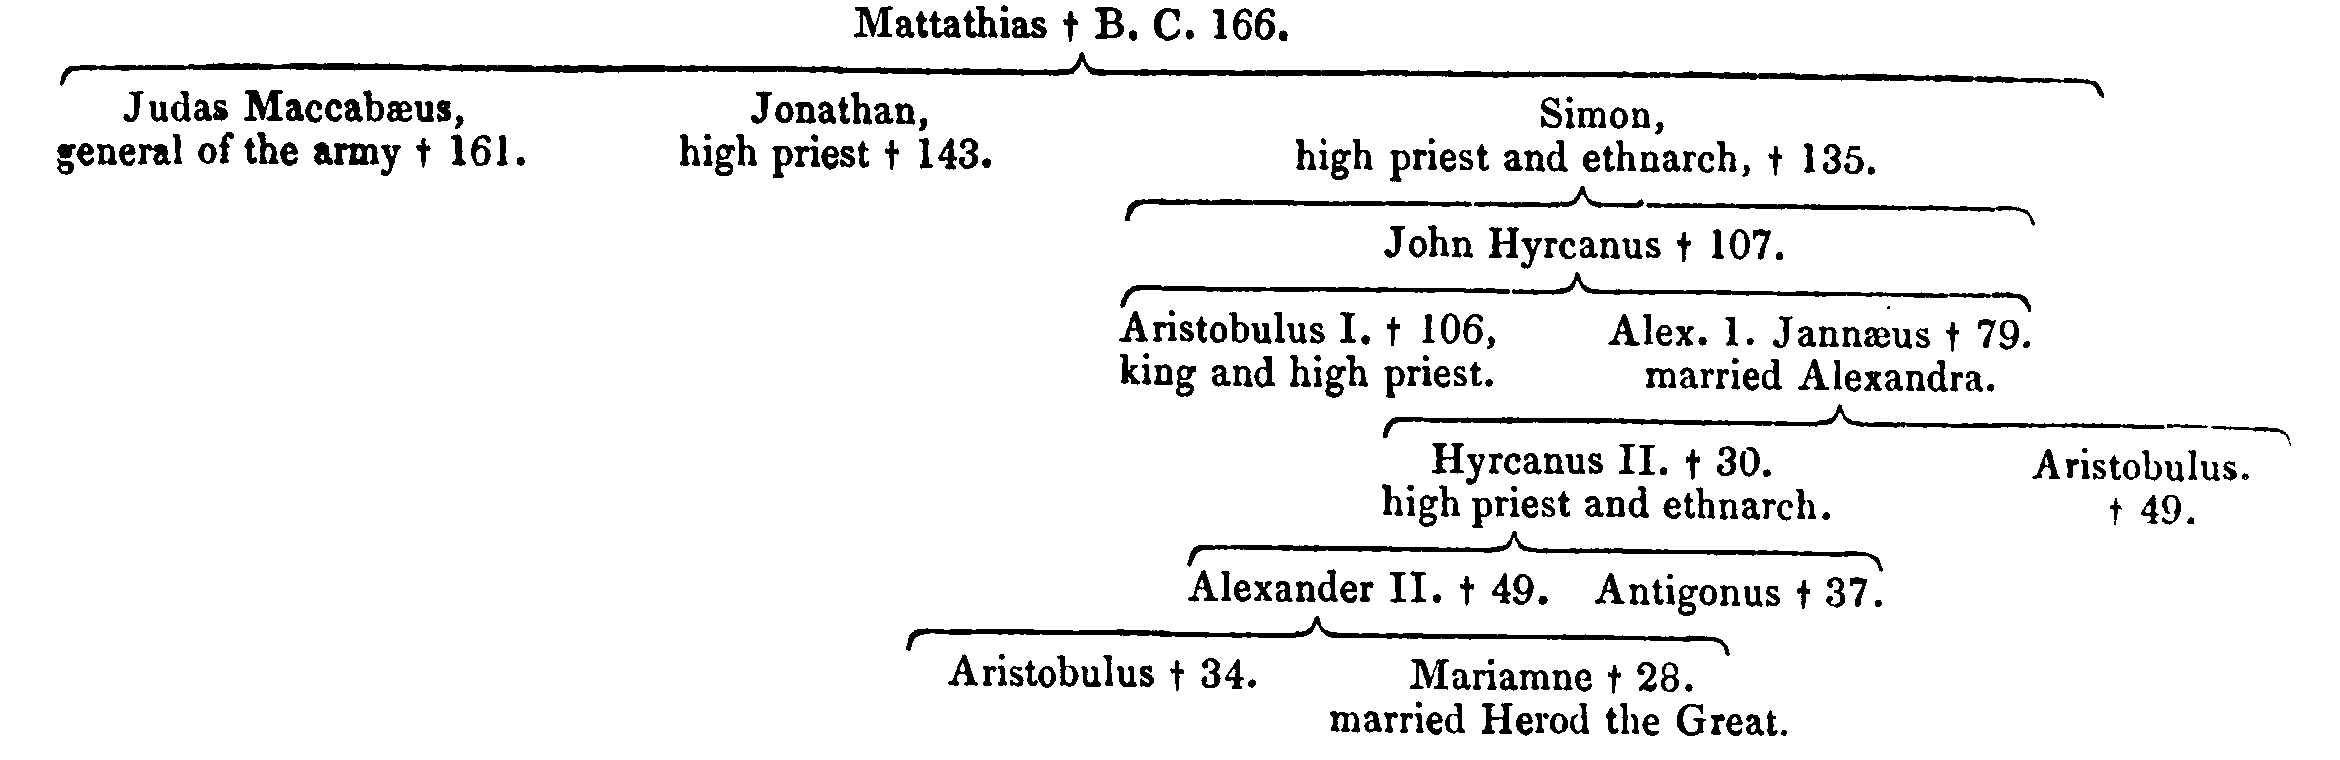 Mattathias † B. C. 166.
Judas Maccabæus,
general of the army † 161.
Jonathan,
high priest † 143.
Simon,
high priest and ethnarch, † 135.
John Hyrcanus † 107.
Aristobulus I. † 106,
king and high priest.
Alex. 1. Jannæus † 79.
married Alexandra.
Hyrcanus II. † 30.
high priest and ethnarch.
Aristobulus.
† 49.
Alexander II. † 49.
Antigonus † 37.
Aristobulus † 34.
Mariamne † 28.
married Herod the Great.